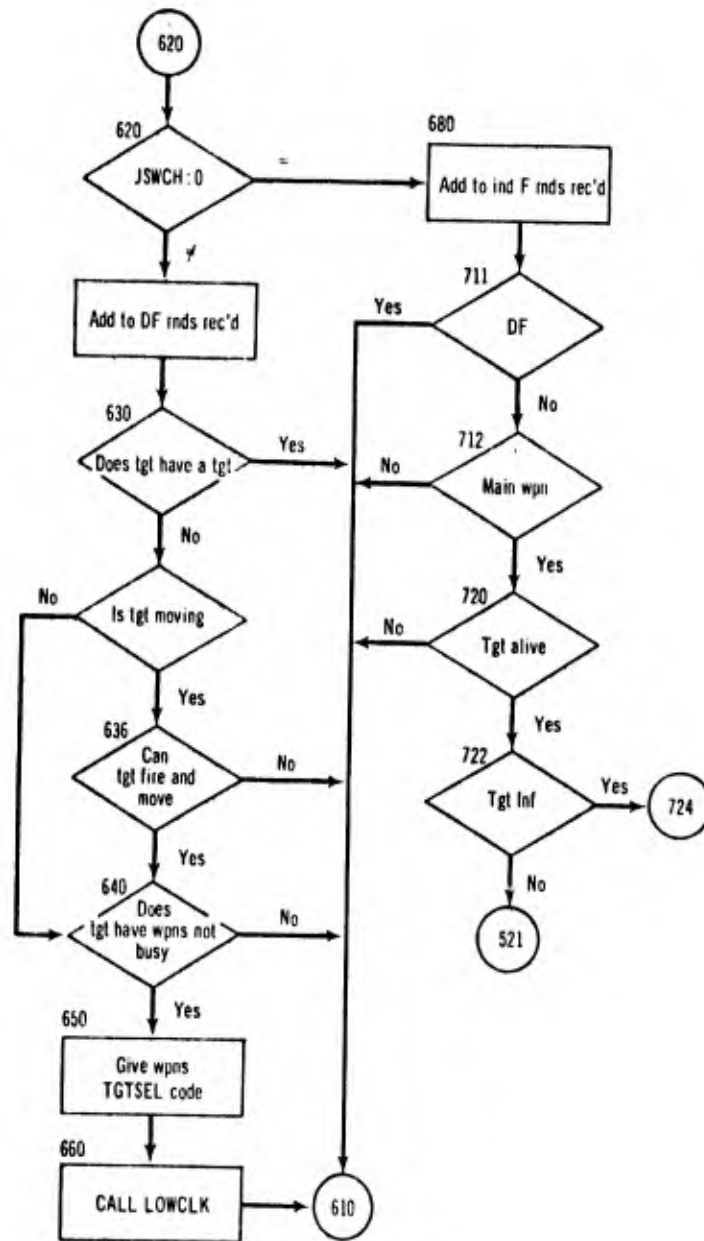 620
620
JSWCH : 0
=
≠
Add to DF rnds rec'd
630
Does tgt have a tgt
Yes
No
Is tgt moving
No
Yes
636
Can
tgt fire and
move
No
Yes
640
Does
tgt have wpns not
busy
No
Yes
650
Give wpns
TGTSEL code
660
CALL LOWCLK
610
680
Add to ind F rnds rec'd
711
DF
Yes
No
712
Main wpn
No
Yes
720
Tgt alive
No
Yes
722
Tgt Inf
Yes
724
No
521